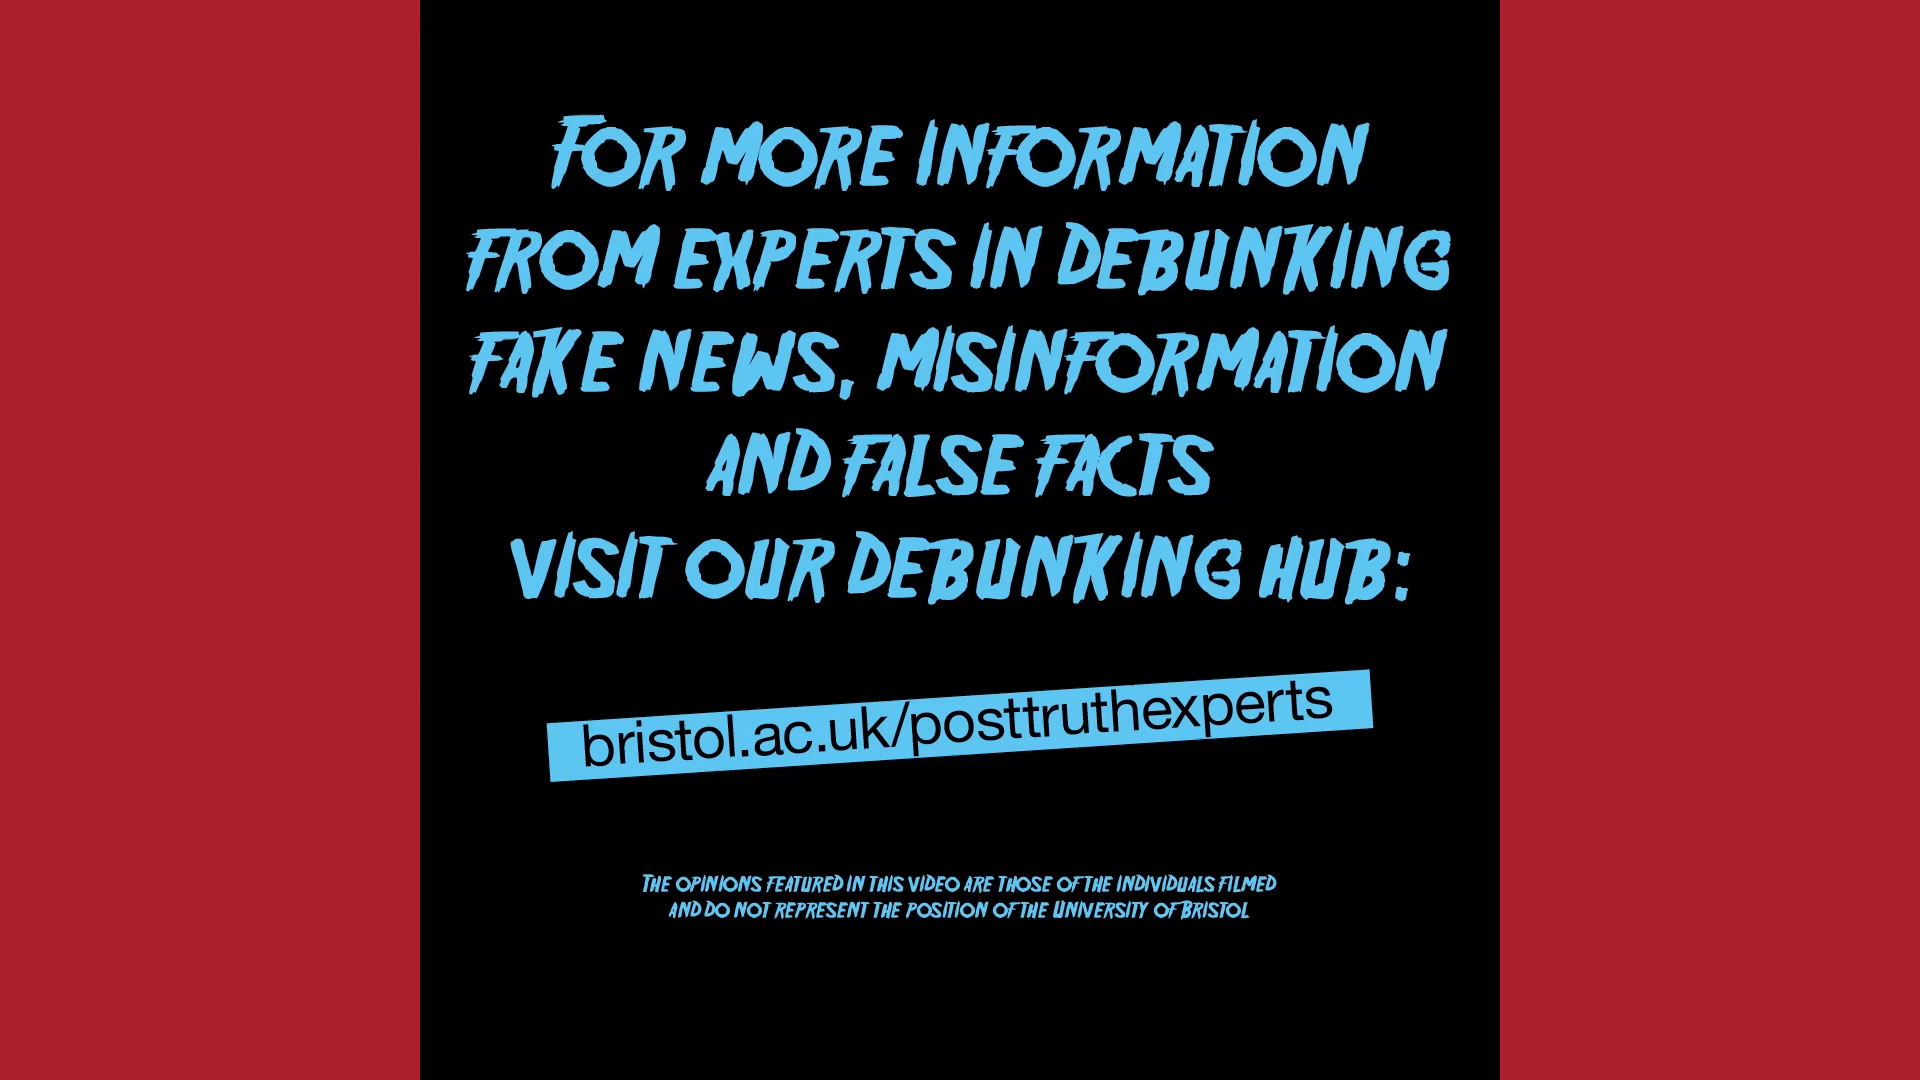 For more information
from experts in debunking
fake news, misinformation
and false facts
visit our debunking hub:
bristol.ac.uk/posttruthexperts
The opinions featured in this video are those of the individuals filmed
and do not represent the position of the University of Bristol